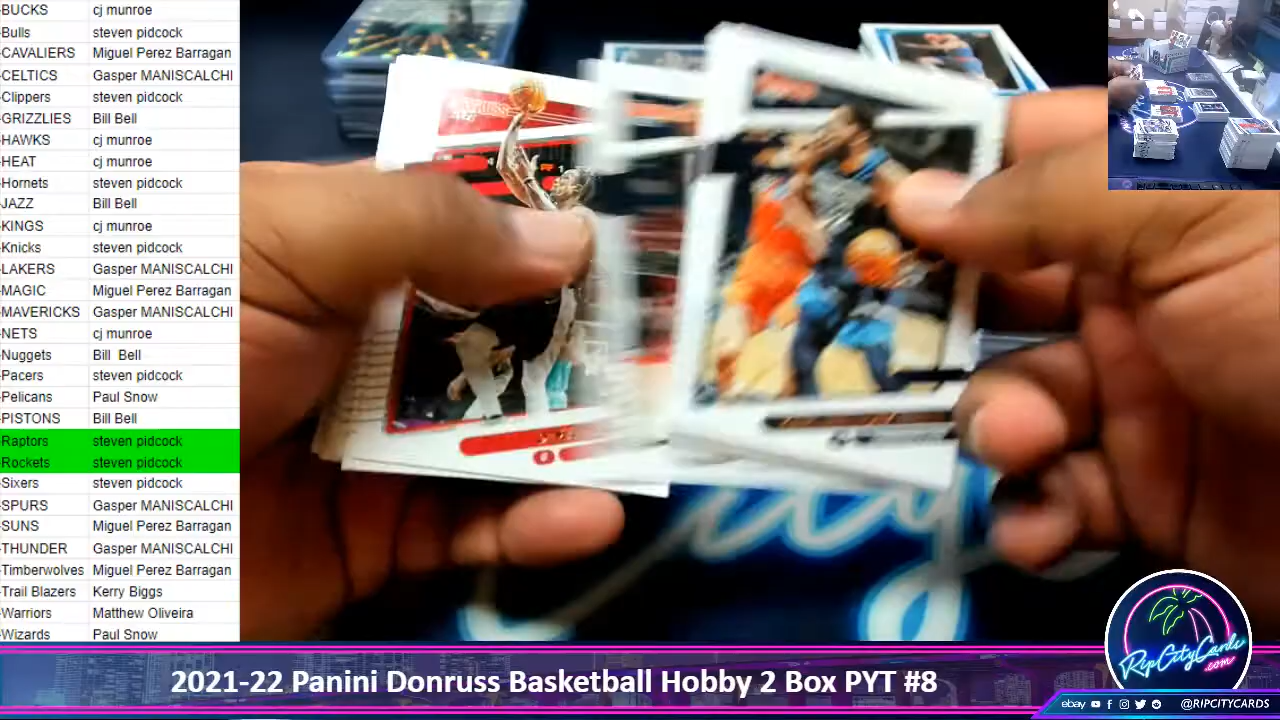 -BUCKS cj munroe
-Bulls steven pidcock
-CAVALIERS Miguel Perez Barragan
-CELTICS Gasper MANISCALCHI
-Clippers steven pidcock
-GRIZZLIES Bill Bell
-HAWKS cj munroe
-HEAT cj munroe
-Hornets steven pidcock
-JAZZ Bill Bell
-KINGS cj munroe
-Knicks steven pidcock
-LAKERS Gasper MANISCALCHI
-MAGIC Miguel Perez Barragan
-MAVERICKS Gasper MANISCALCHI
-NETS cj munroe
-Nuggets Bill Bell
-Pacers steven pidcock
-Pelicans Paul Snow
-PISTONS Bill Bell
-Raptors steven pidcock
-Rockets steven pidcock
-Sixers steven pidcock
-SPURS Gasper MANISCALCHI
-SUNS Miguel Perez Barragan
-THUNDER Gasper MANISCALCHI
-Timberwolves Miguel Perez Barragan
-Trail Blazers Kerry Biggs
-Warriors Matthew Oliveira
-Wizards Paul Snow
2021-22 Panini Donruss Basketball Hobby 2 Box PYT #8
RipCityCards
.com
ebay @RIPCITYCARDS